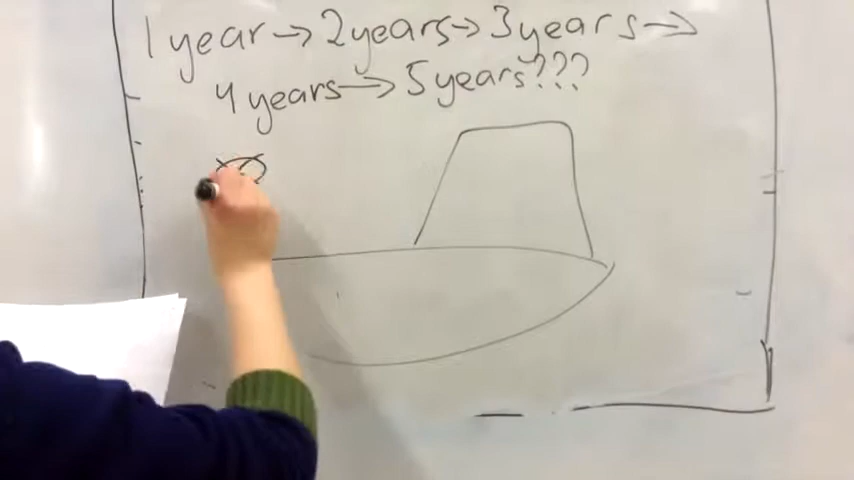 1 year → 2 years → 3 years →
4 years → 5 years???